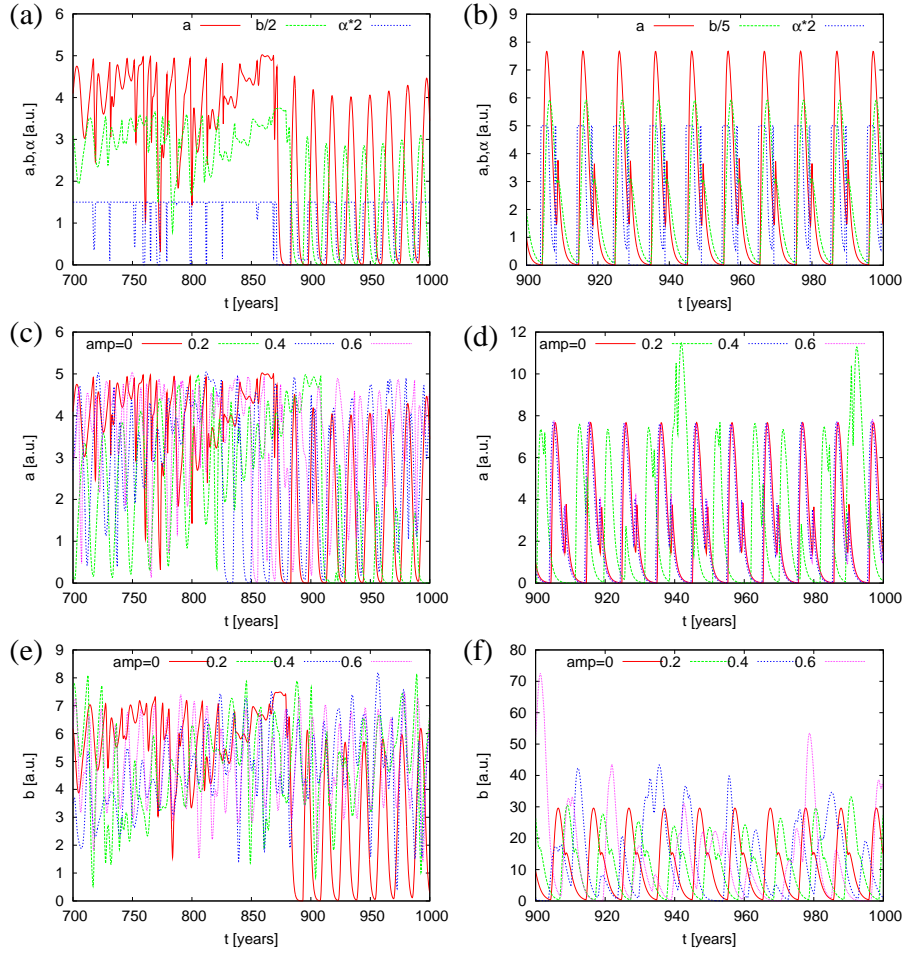 (a)
a b/2 α*2
a,b,α [a.u.]
6
5
4
3
2
1
0
700 750 800 850 900 950 1000
t [years]
(b)
a b/5 α*2
a,b,α [a.u.]
9
8
7
6
5
4
3
2
1
0
900 920 940 960 980 1000
t [years]
(c)
amp=0 0.2 0.4 0.6
a [a.u.]
6
5
4
3
2
1
0
700 750 800 850 900 950 1000
t [years]
(d)
amp=0 0.2 0.4 0.6
a [a.u.]
12
10
8
6
4
2
0
900 920 940 960 980 1000
t [years]
(e)
amp=0 0.2 0.4 0.6
b [a.u.]
9
8
7
6
5
4
3
2
1
0
700 750 800 850 900 950 1000
t [years]
(f)
amp=0 0.2 0.4 0.6
b [a.u.]
80
70
60
50
40
30
20
10
0
900 920 940 960 980 1000
t [years]